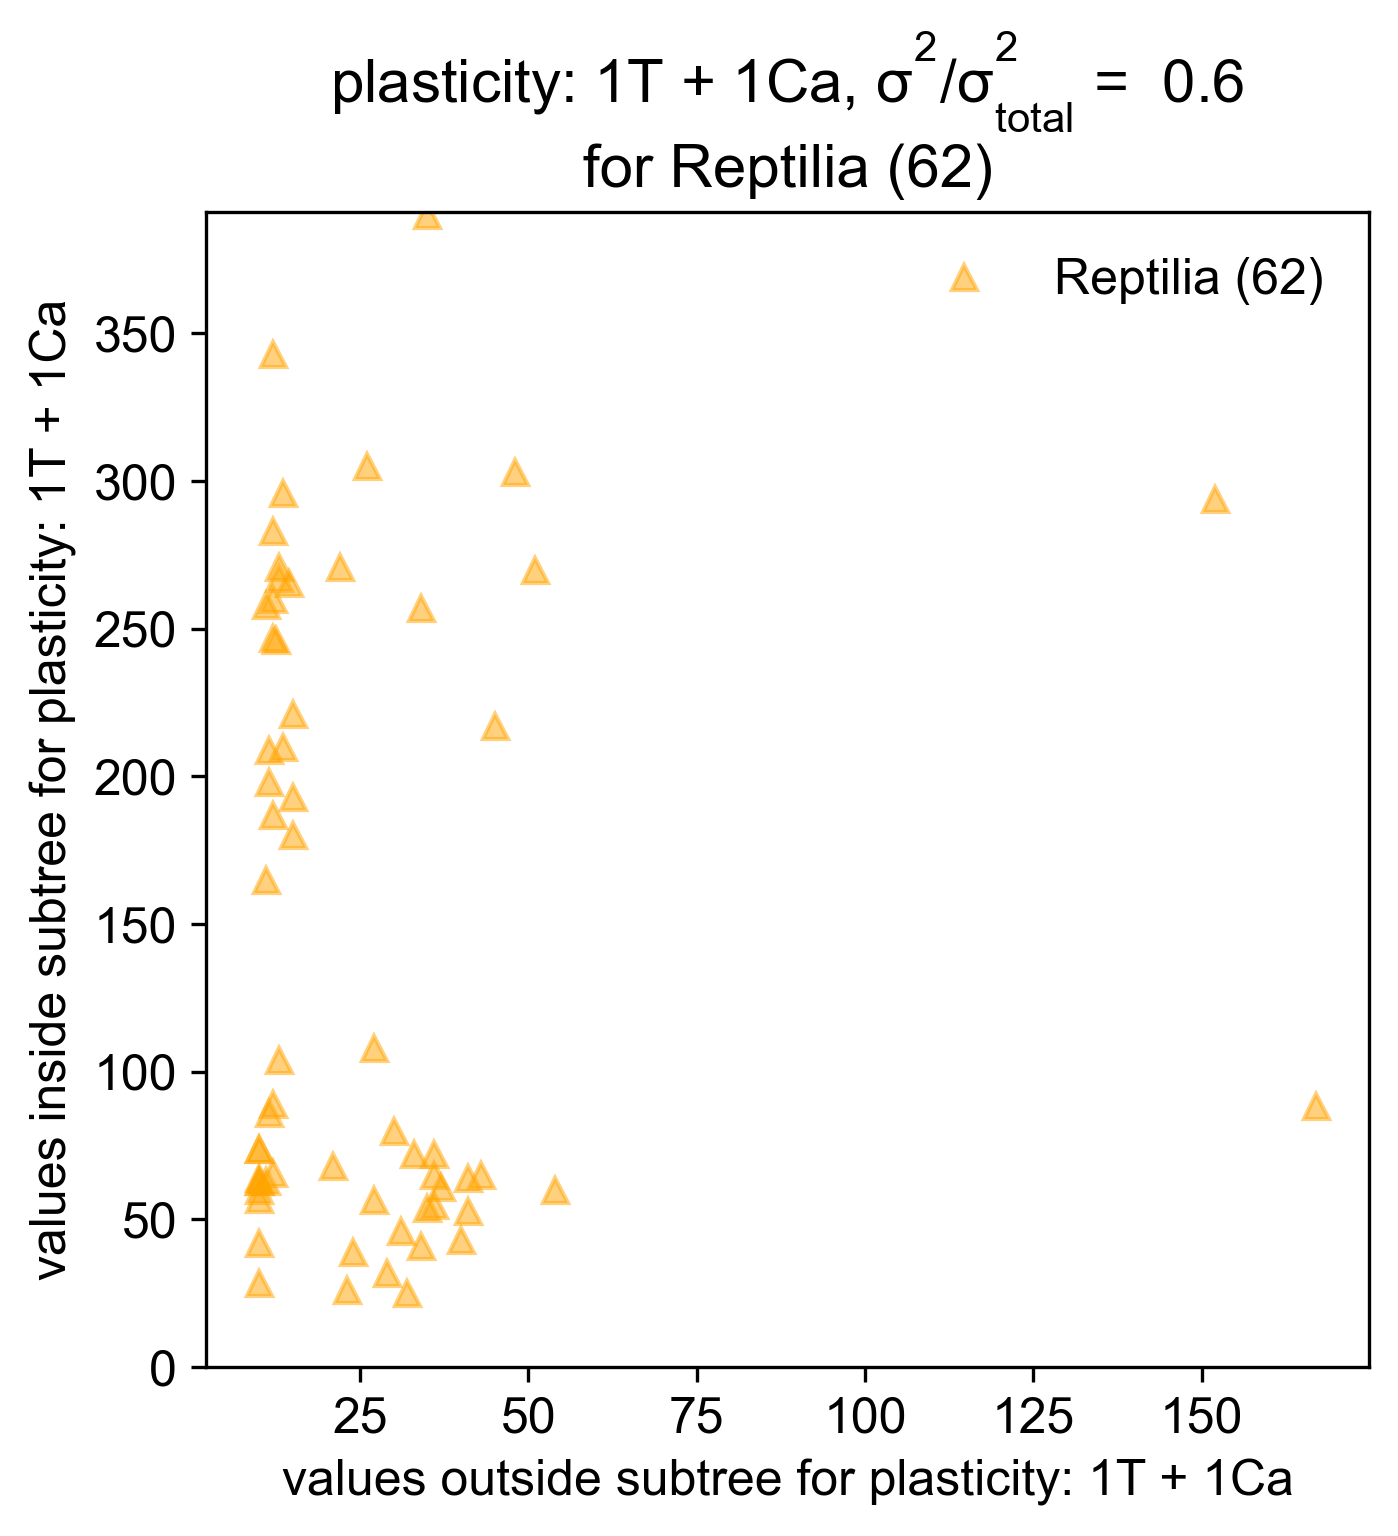 plasticity: 1T + 1Ca, σ²/σ²total = 0.6
for Reptilia (62)
Reptilia (62)
values inside subtree for plasticity: 1T + 1Ca
350
300
250
200
150
100
50
0
25 50 75 100 125 150
values outside subtree for plasticity: 1T + 1Ca